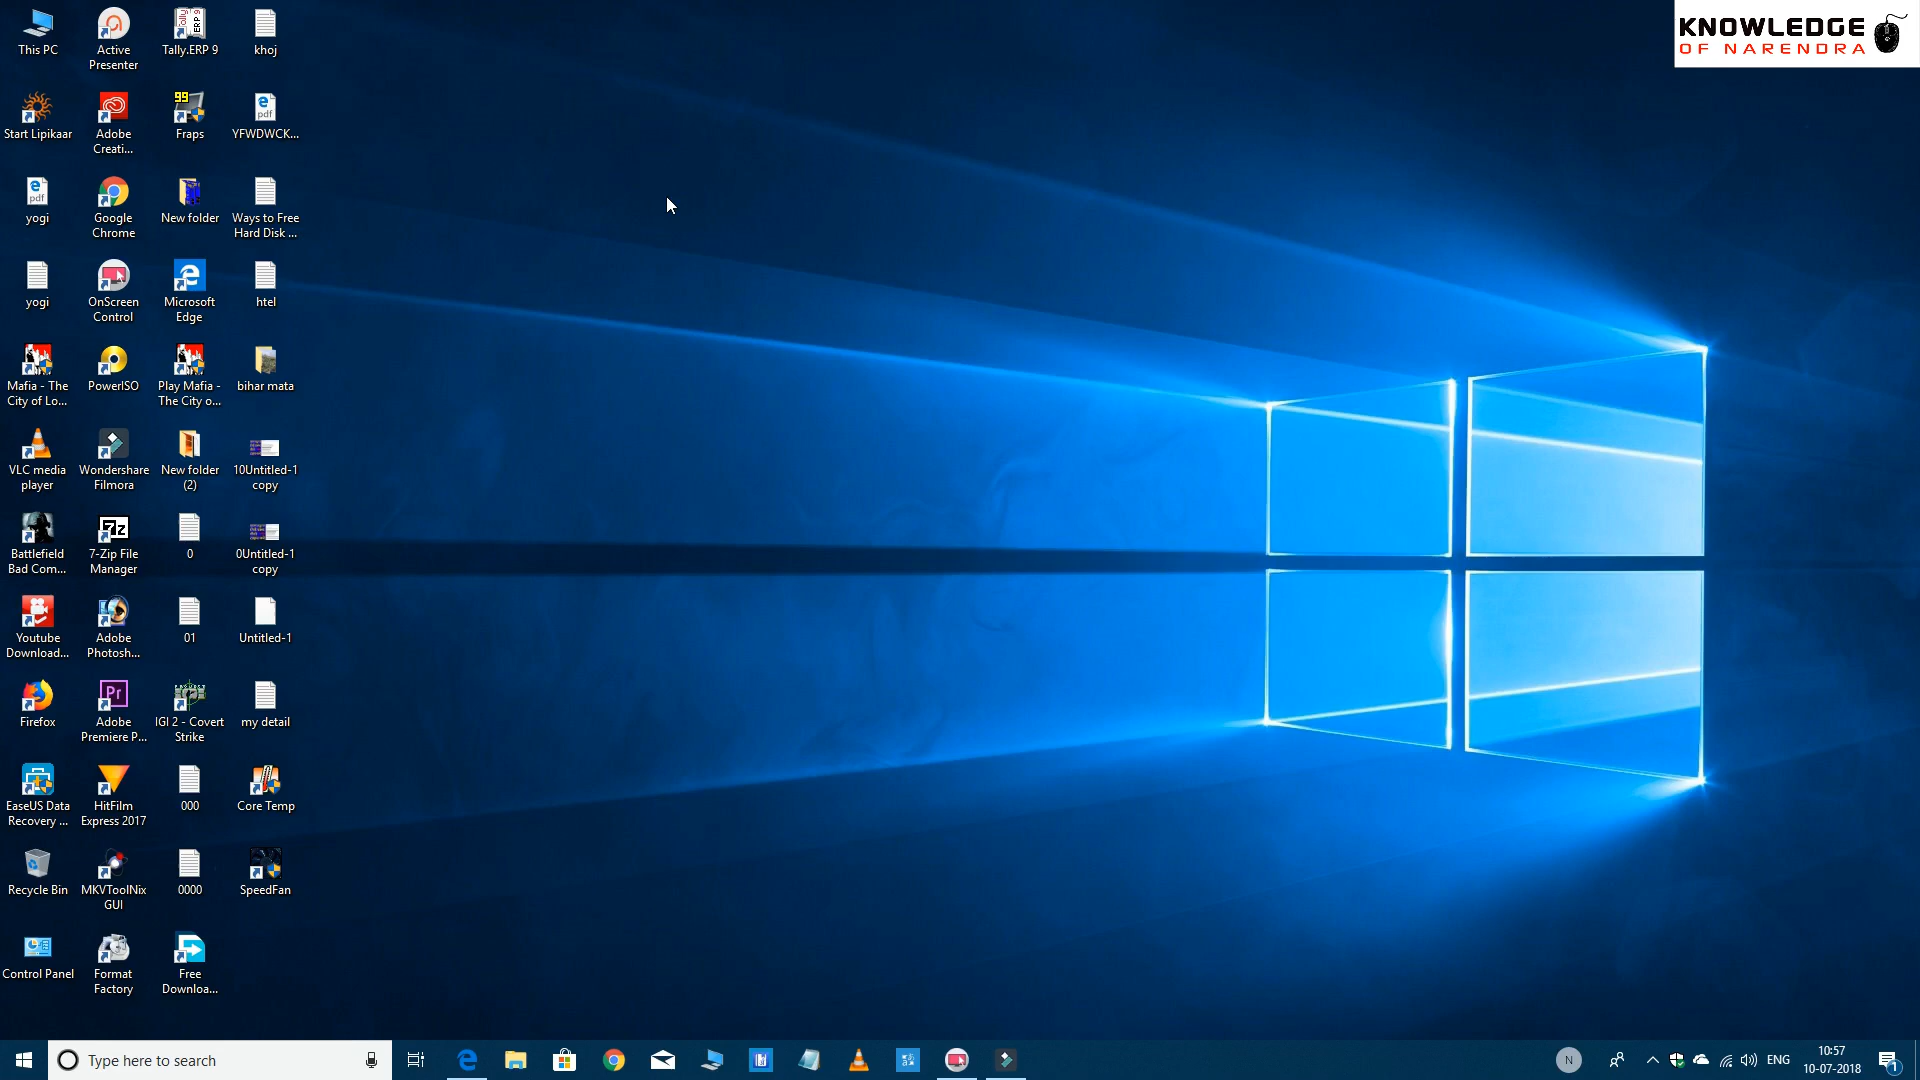 KNOWLEDGE
OF NARENDRA
This PC
Active
Presenter
Tally.ERP 9
khoj
Start Lipikaar
Adobe
Creati...
Fraps
YFWDWCK...
yogi
Google
Chrome
New folder
Ways to Free
Hard Disk ...
yogi
OnScreen
Control
Microsoft
Edge
htel
Mafia - The
City of Lo...
PowerISO
Play Mafia -
The City o...
bihar mata
VLC media
player
Wondershare
Filmora
New folder
(2)
10Untitled-1
copy
Battlefield
Bad Com...
7-Zip File
Manager
0
0Untitled-1
copy
Youtube
Download...
Adobe
Photosh...
01
Untitled-1
Firefox
Adobe
Premiere P...
IGI 2 - Covert
Strike
my detail
EaseUS Data
Recovery ...
HitFilm
Express 2017
000
Core Temp
Recycle Bin
MKVToolNix
GUI
0000
SpeedFan
Control Panel
Format
Factory
Free
Downloa...
Type here to search
N
ENG
10:57
10-07-2018
1